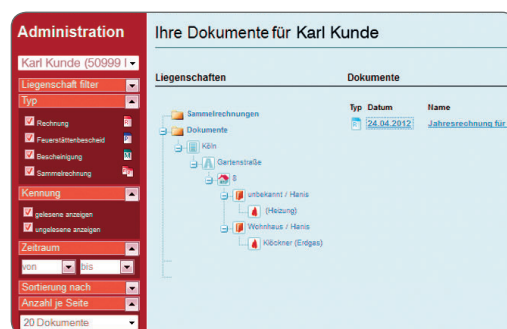 Administration
Karl Kunde (50999
Liegenschaft filter
Typ
Rechnung
Feuerstättenbescheid
Bescheinigung
Sammelrechnung
Kennung
gelesene anzeigen
ungelesene anzeigen
Zeitraum
von bis
Sortierung nach
Anzahl je Seite
20 Dokumente
Ihre Dokumente für Karl Kunde
Liegenschaften Dokumente
Sammelrechnungen
Dokumente
Köln
Gartenstraße
8
unbekannt / Hanis
(Heizung)
Wohnhaus / Hanis
Klöckner (Erdgas)
Typ Datum Name
24.04.2012 Jahresrechnung für